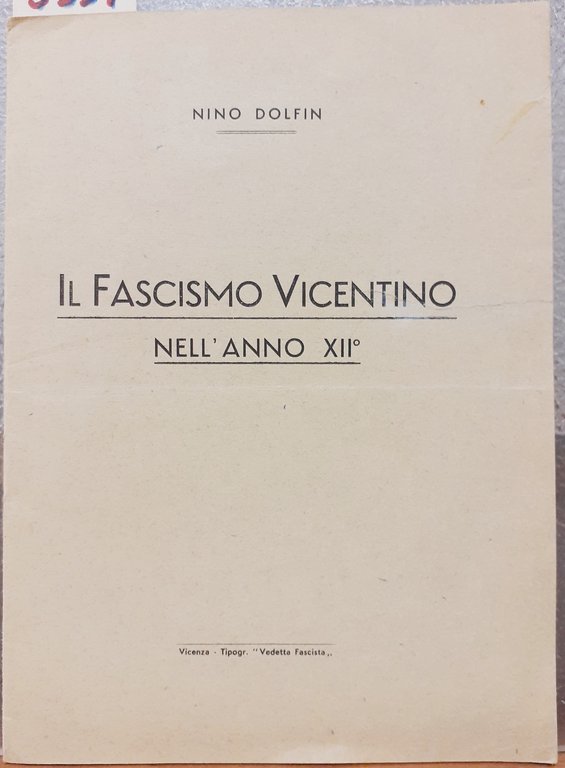 NINO DOLFIN
IL FASCISMO VICENTINO
NELL'ANNO XII°
Vicenza - Tipogr. "Vedetta Fascista„